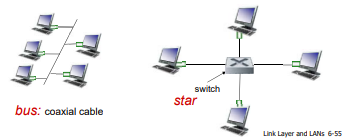 switch
bus: coaxial cable
star
Link Layer and LANs 6-55